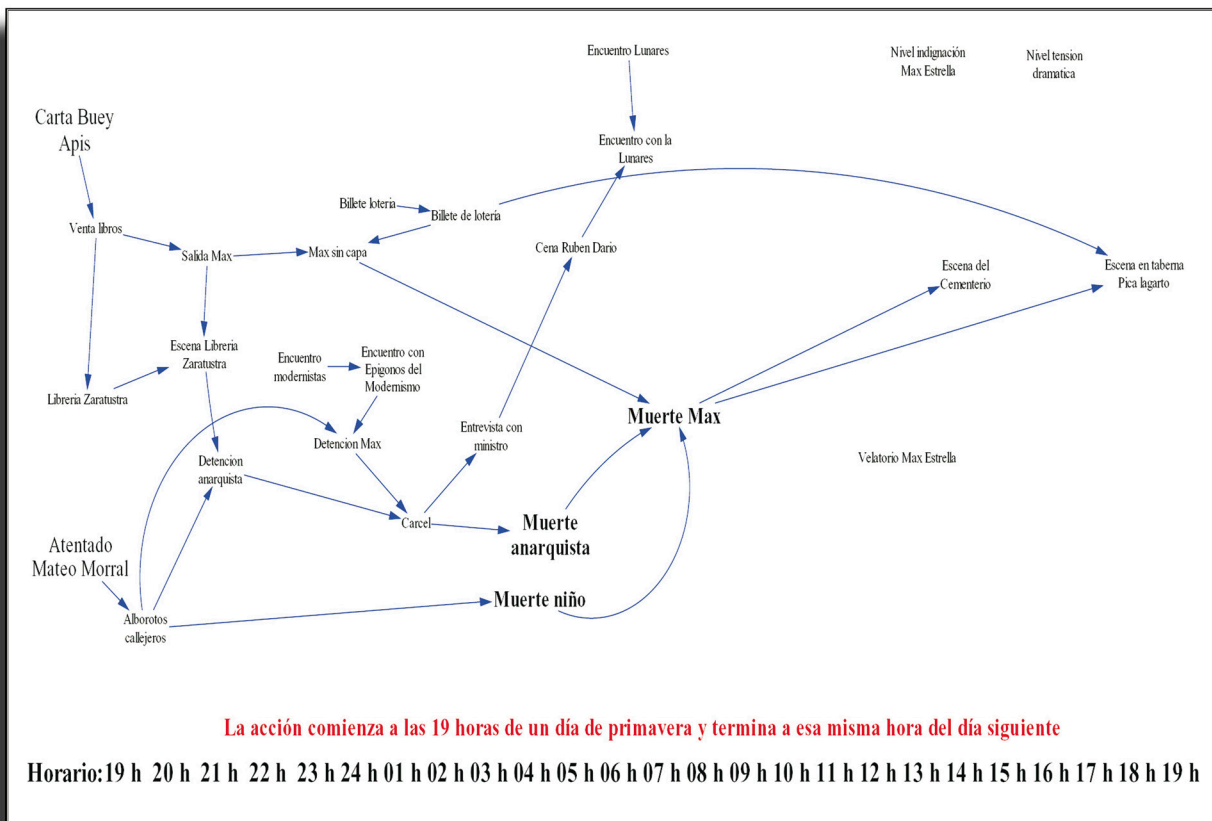 Encuentro Lunares
Nivel indignación
Max Estrella
Nivel tension
dramatica
Carta Buey
Apis
Encuentro con la
Lunares
Billete loteria
Billete de loteria
Venta libros
Salida Max
Max sin capa
Cena Ruben Dario
Escena del
Cementerio
Escena en taberna
Pica lagarto
Escena Libreria
Zaratustra
Encuentro
modernistas
Encuentro con
Epigonos del
Modernismo
Libreria Zaratustra
Detencion Max
Entrevista con
ministro
Muerte Max
Detencion
anarquista
Velatorio Max Estrella
Carcel
Muerte
anarquista
Atentado
Mateo Morral
Muerte niño
Alborotos
callejeros
La acción comienza a las 19 horas de un día de primavera y termina a esa misma hora del día siguiente
Horario:19 h 20 h 21 h 22 h 23 h 24 h 01 h 02 h 03 h 04 h 05 h 06 h 07 h 08 h 09 h 10 h 11 h 12 h 13 h 14 h 15 h 16 h 17 h 18 h 19 h